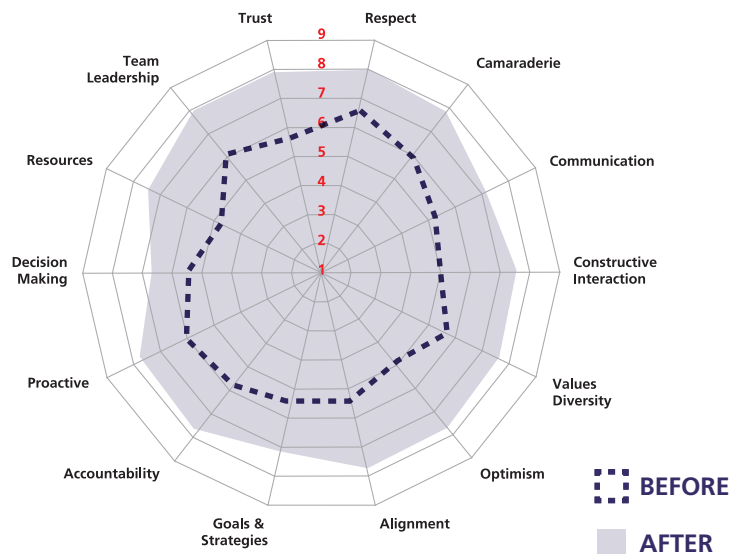 Trust
Respect
Team
Leadership
Camaraderie
Resources
Communication
Decision
Making
Constructive
Interaction
Proactive
Values
Diversity
Accountability
Optimism
Goals &
Strategies
Alignment
9
8
7
6
5
4
3
2
1
BEFORE
AFTER